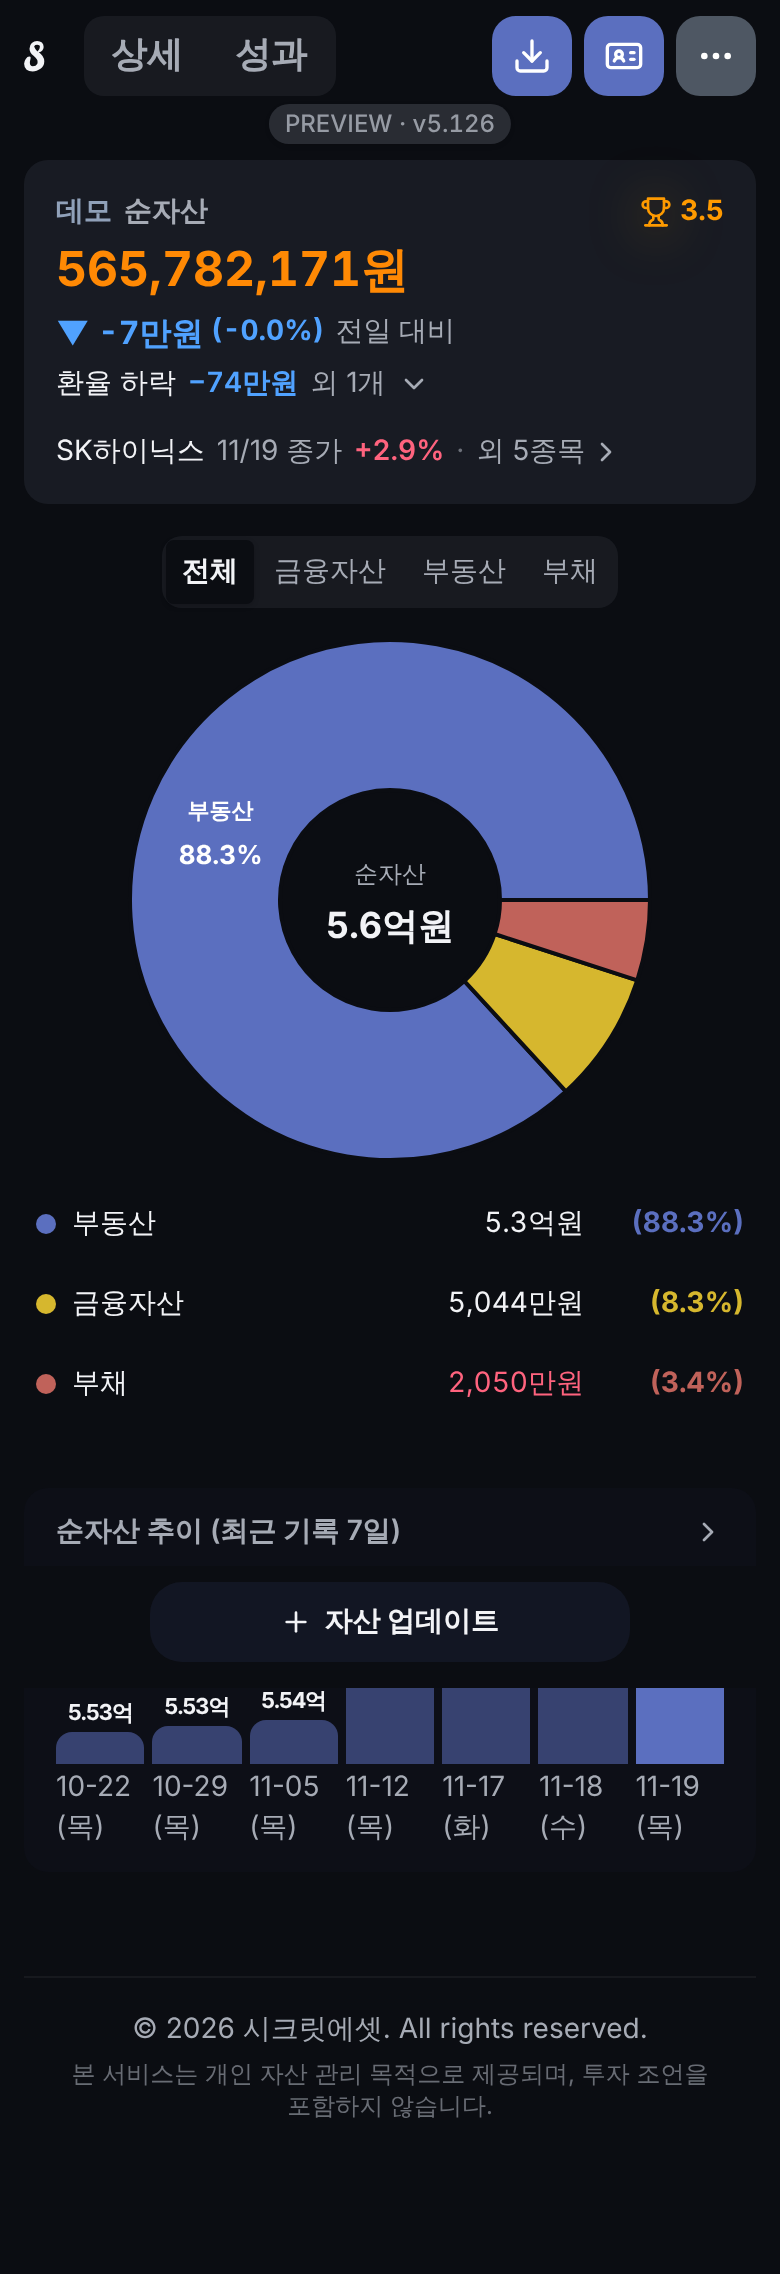 S
상세 성과
PREVIEW · v5.126
데모 순자산
3.5
565,782,171원
▼ -7만원 (-0.0%) 전일 대비
환율 하락 -74만원 외 1개
SK하이닉스 11/19 종가 +2.9% · 외 5종목
전체 금융자산 부동산 부채
부동산
88.3%
순자산
5.6억원
부동산 5.3억원 (88.3%)
금융자산 5,044만원 (8.3%)
부채 2,050만원 (3.4%)
순자산 추이 (최근 기록 7일)
+ 자산 업데이트
5.53억 5.53억 5.54억
10-22 10-29 11-05 11-12 11-17 11-18 11-19
(목) (목) (목) (목) (화) (수) (목)
© 2026 시크릿에셋. All rights reserved.
본 서비스는 개인 자산 관리 목적으로 제공되며, 투자 조언을
포함하지 않습니다.